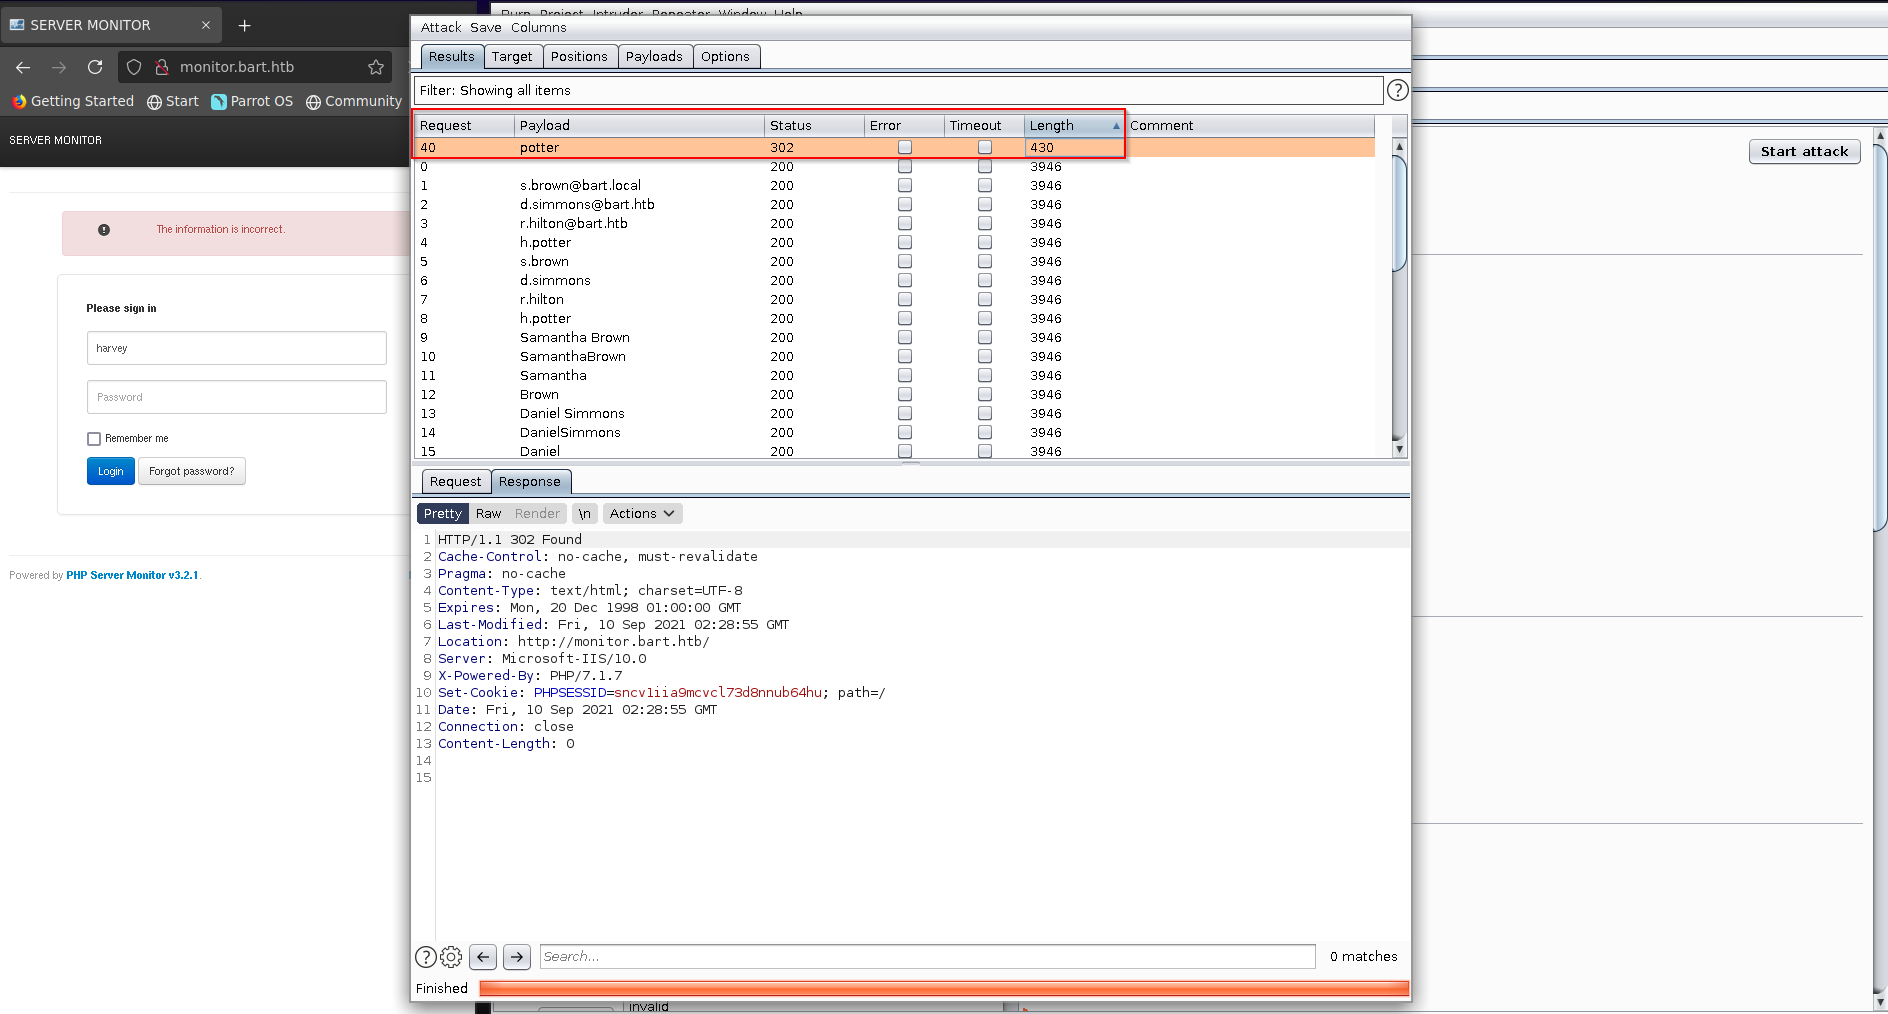 SERVER MONITOR
monitor.bart.htb
Getting Started Start Parrot OS Community
SERVER MONITOR
The information is incorrect.
Please sign in
harvey
Password
Remember me
Login Forgot password?
Powered by PHP Server Monitor v3.2.1.
Burp Project Intruder Repeater Window Help
Attack Save Columns
Results Target Positions Payloads Options
Filter: Showing all items
Request Payload Status Error Timeout Length Comment
40 potter 302 430
0 200 3946
1 s.brown@bart.local 200 3946
2 d.simmons@bart.htb 200 3946
3 r.hilton@bart.htb 200 3946
4 h.potter 200 3946
5 s.brown 200 3946
6 d.simmons 200 3946
7 r.hilton 200 3946
8 h.potter 200 3946
9 Samantha Brown 200 3946
10 SamanthaBrown 200 3946
11 Samantha 200 3946
12 Brown 200 3946
13 Daniel Simmons 200 3946
14 DanielSimmons 200 3946
15 Daniel 200 3946
Request Response
Pretty Raw Render \n Actions
1 HTTP/1.1 302 Found
2 Cache-Control: no-cache, must-revalidate
3 Pragma: no-cache
4 Content-Type: text/html; charset=UTF-8
5 Expires: Mon, 20 Dec 1998 01:00:00 GMT
6 Last-Modified: Fri, 10 Sep 2021 02:28:55 GMT
7 Location: http://monitor.bart.htb/
8 Server: Microsoft-IIS/10.0
9 X-Powered-By: PHP/7.1.7
10 Set-Cookie: PHPSESSID=sncv1iia9mcvcl73d8nnub64hu; path=/
11 Date: Fri, 10 Sep 2021 02:28:55 GMT
12 Connection: close
13 Content-Length: 0
14
15
Search...
0 matches
Finished
invalid
Start attack